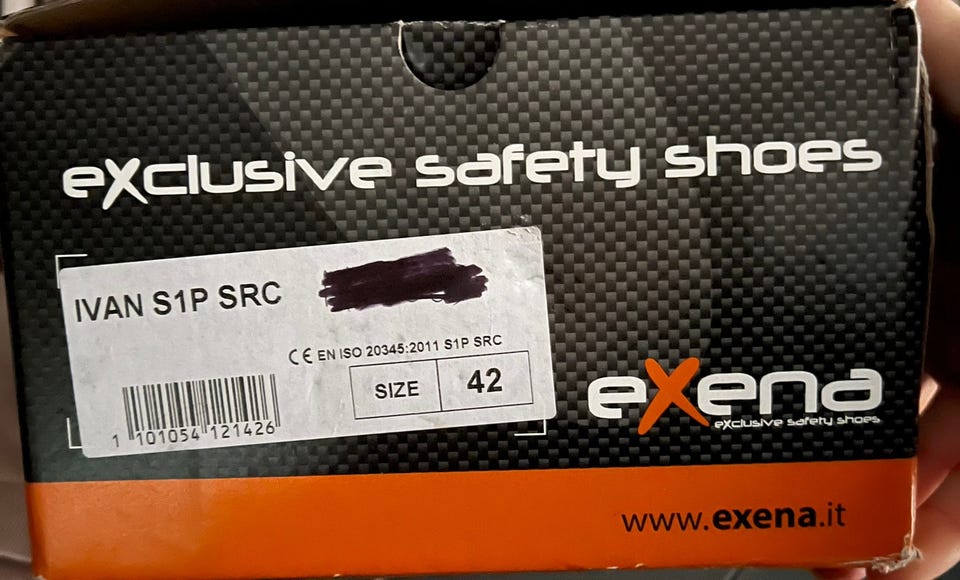 eXclusive safety shoes
IVAN S1P SRC
CE EN ISO 20345:2011 S1P SRC
SIZE 42
1 101054 121426
eXena
eXclusive safety shoes
www.exena.it